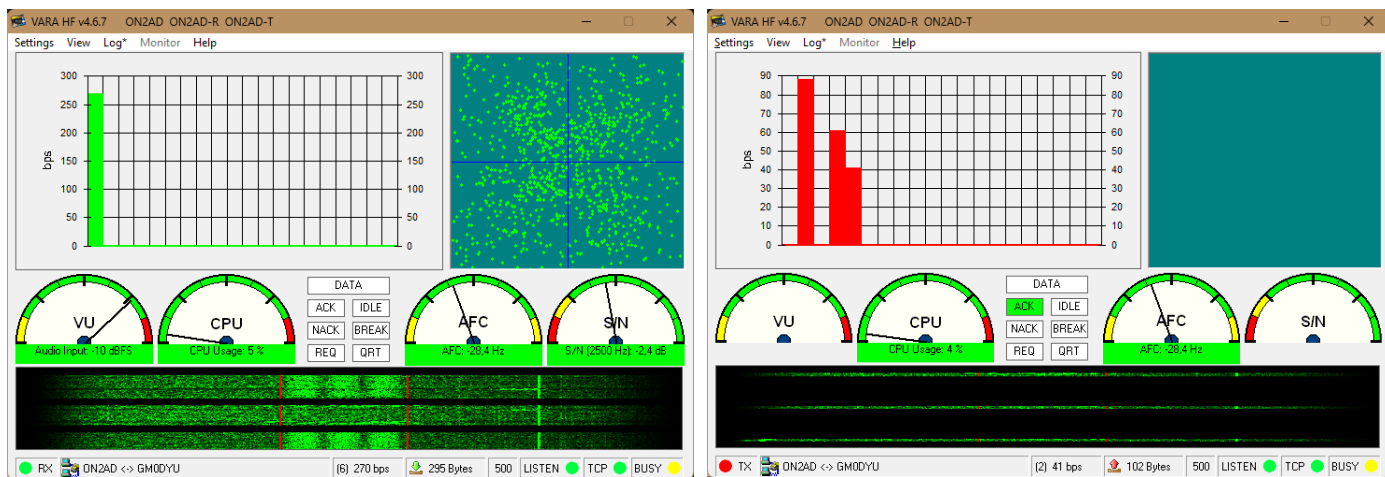 VARA HF v4.6.7 ON2AD ON2AD-R ON2AD-T
Settings View Log* Monitor Help
300 300
250 250
200 200
150 150
100 100
50 50
0 0
bps
VU
Audio Input: -10 dBFS
CPU
CPU Usage: 5 %
DATA
ACK IDLE
NACK BREAK
REQ QRT
AFC
AFC: -28,4 Hz
S/N
S/N (2500 Hz): -2,4 dB
RX ON2AD <-> GM0DYU (6) 270 bps 295 Bytes 500 LISTEN TCP BUSY
VARA HF v4.6.7 ON2AD ON2AD-R ON2AD-T
Settings View Log* Monitor Help
90 90
80 80
70 70
60 60
50 50
40 40
30 30
20 20
10 10
0 0
bps
VU
CPU
CPU Usage: 4 %
DATA
ACK IDLE
NACK BREAK
REQ QRT
AFC
AFC: -28,4 Hz
S/N
TX ON2AD <-> GM0DYU (2) 41 bps 102 Bytes 500 LISTEN TCP BUSY